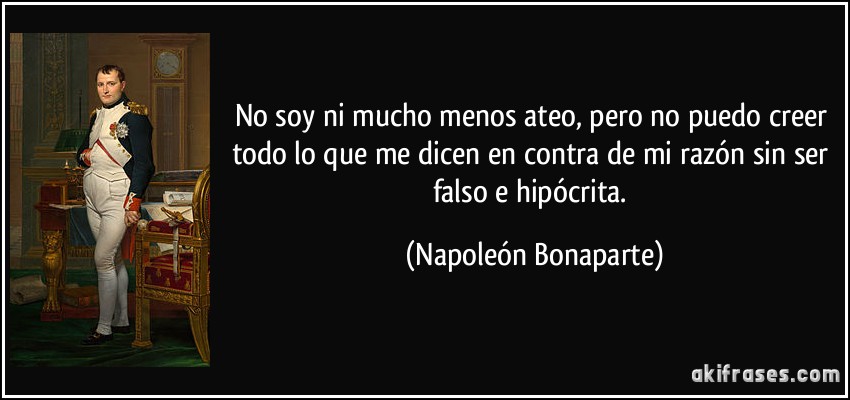 No soy ni mucho menos ateo, pero no puedo creer
todo lo que me dicen en contra de mi razón sin ser
falso e hipócrita.
(Napoleón Bonaparte)
akifrases.com